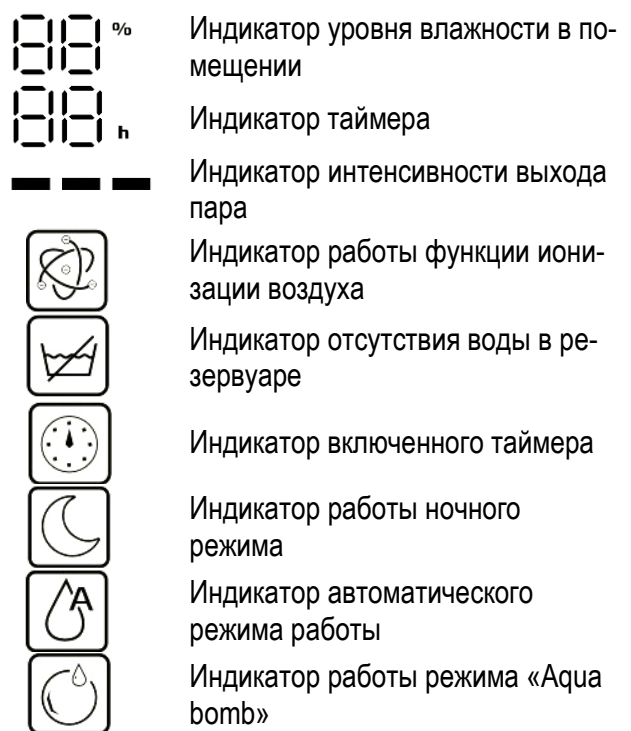 88 % Индикатор уровня влажности в по-
мещении
88 h Индикатор таймера
Индикатор интенсивности выхода
пара
Индикатор работы функции иони-
зации воздуха
Индикатор отсутствия воды в ре-
зервуаре
Индикатор включенного таймера
Индикатор работы ночного
режима
A Индикатор автоматического
режима работы
Индикатор работы режима «Aqua
bomb»